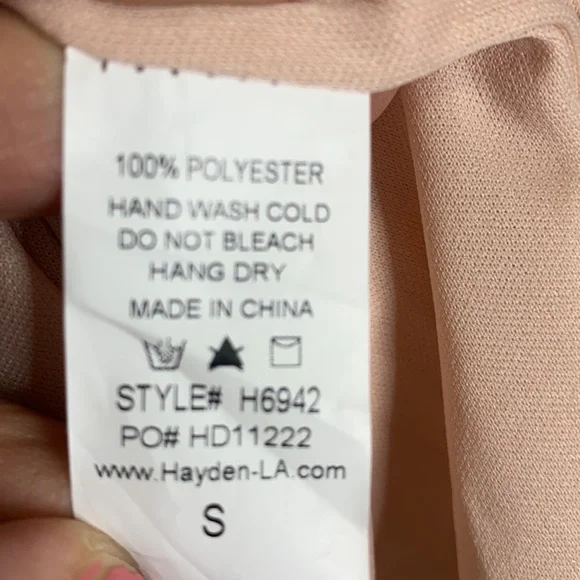 100% POLYESTER
HAND WASH COLD
DO NOT BLEACH
HANG DRY
MADE IN CHINA
STYLE# H6942
PO# HD11222
www.Hayden-LA.com
S